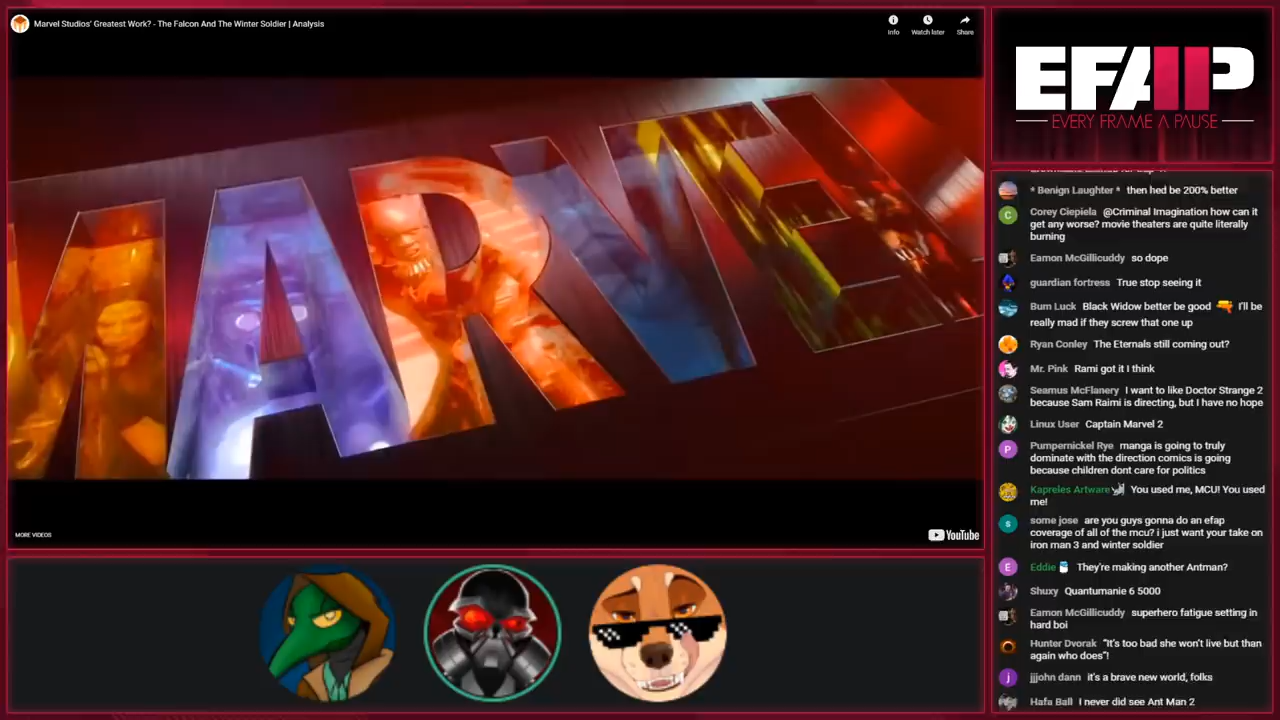 Marvel Studios' Greatest Work? - The Falcon And The Winter Soldier | Analysis
Info
Watch later
Share
MARVEL
MORE VIDEOS
YouTube
EFAP
EVERY FRAME A PAUSE
* Benign Laughter * then hed be 200% better
Corey Ciepiela @Criminal Imagination how can it
get any worse? movie theaters are quite literally
burning
Eamon McGillicuddy so dope
guardian fortress True stop seeing it
Bum Luck Black Widow better be good I'll be
really mad if they screw that one up
Ryan Conley The Eternals still coming out?
Mr. Pink Rami got it I think
Seamus McFlanery I want to like Doctor Strange 2
because Sam Raimi is directing, but I have no hope
Linux User Captain Marvel 2
Pumpernickel Rye manga is going to truly
dominate with the direction comics is going
because children dont care for politics
Kapreles Artware You used me, MCU! You used
me!
some jose are you guys gonna do an efap
coverage of all of the mcu? i just want your take on
iron man 3 and winter soldier
Eddie They're making another Antman?
Shuxy Quantumanie 6 5000
Eamon McGillicuddy superhero fatigue setting in
hard boi
Hunter Dvorak "It's too bad she won't live but than
again who does"!
jjjohn dann it's a brave new world, folks
Hafa Ball I never did see Ant Man 2